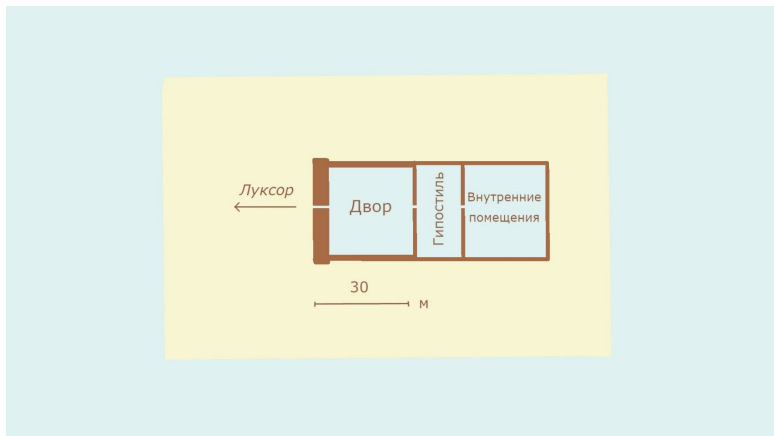 Луксор
Двор
Гипостиль
Внутренние
помещения
30
м